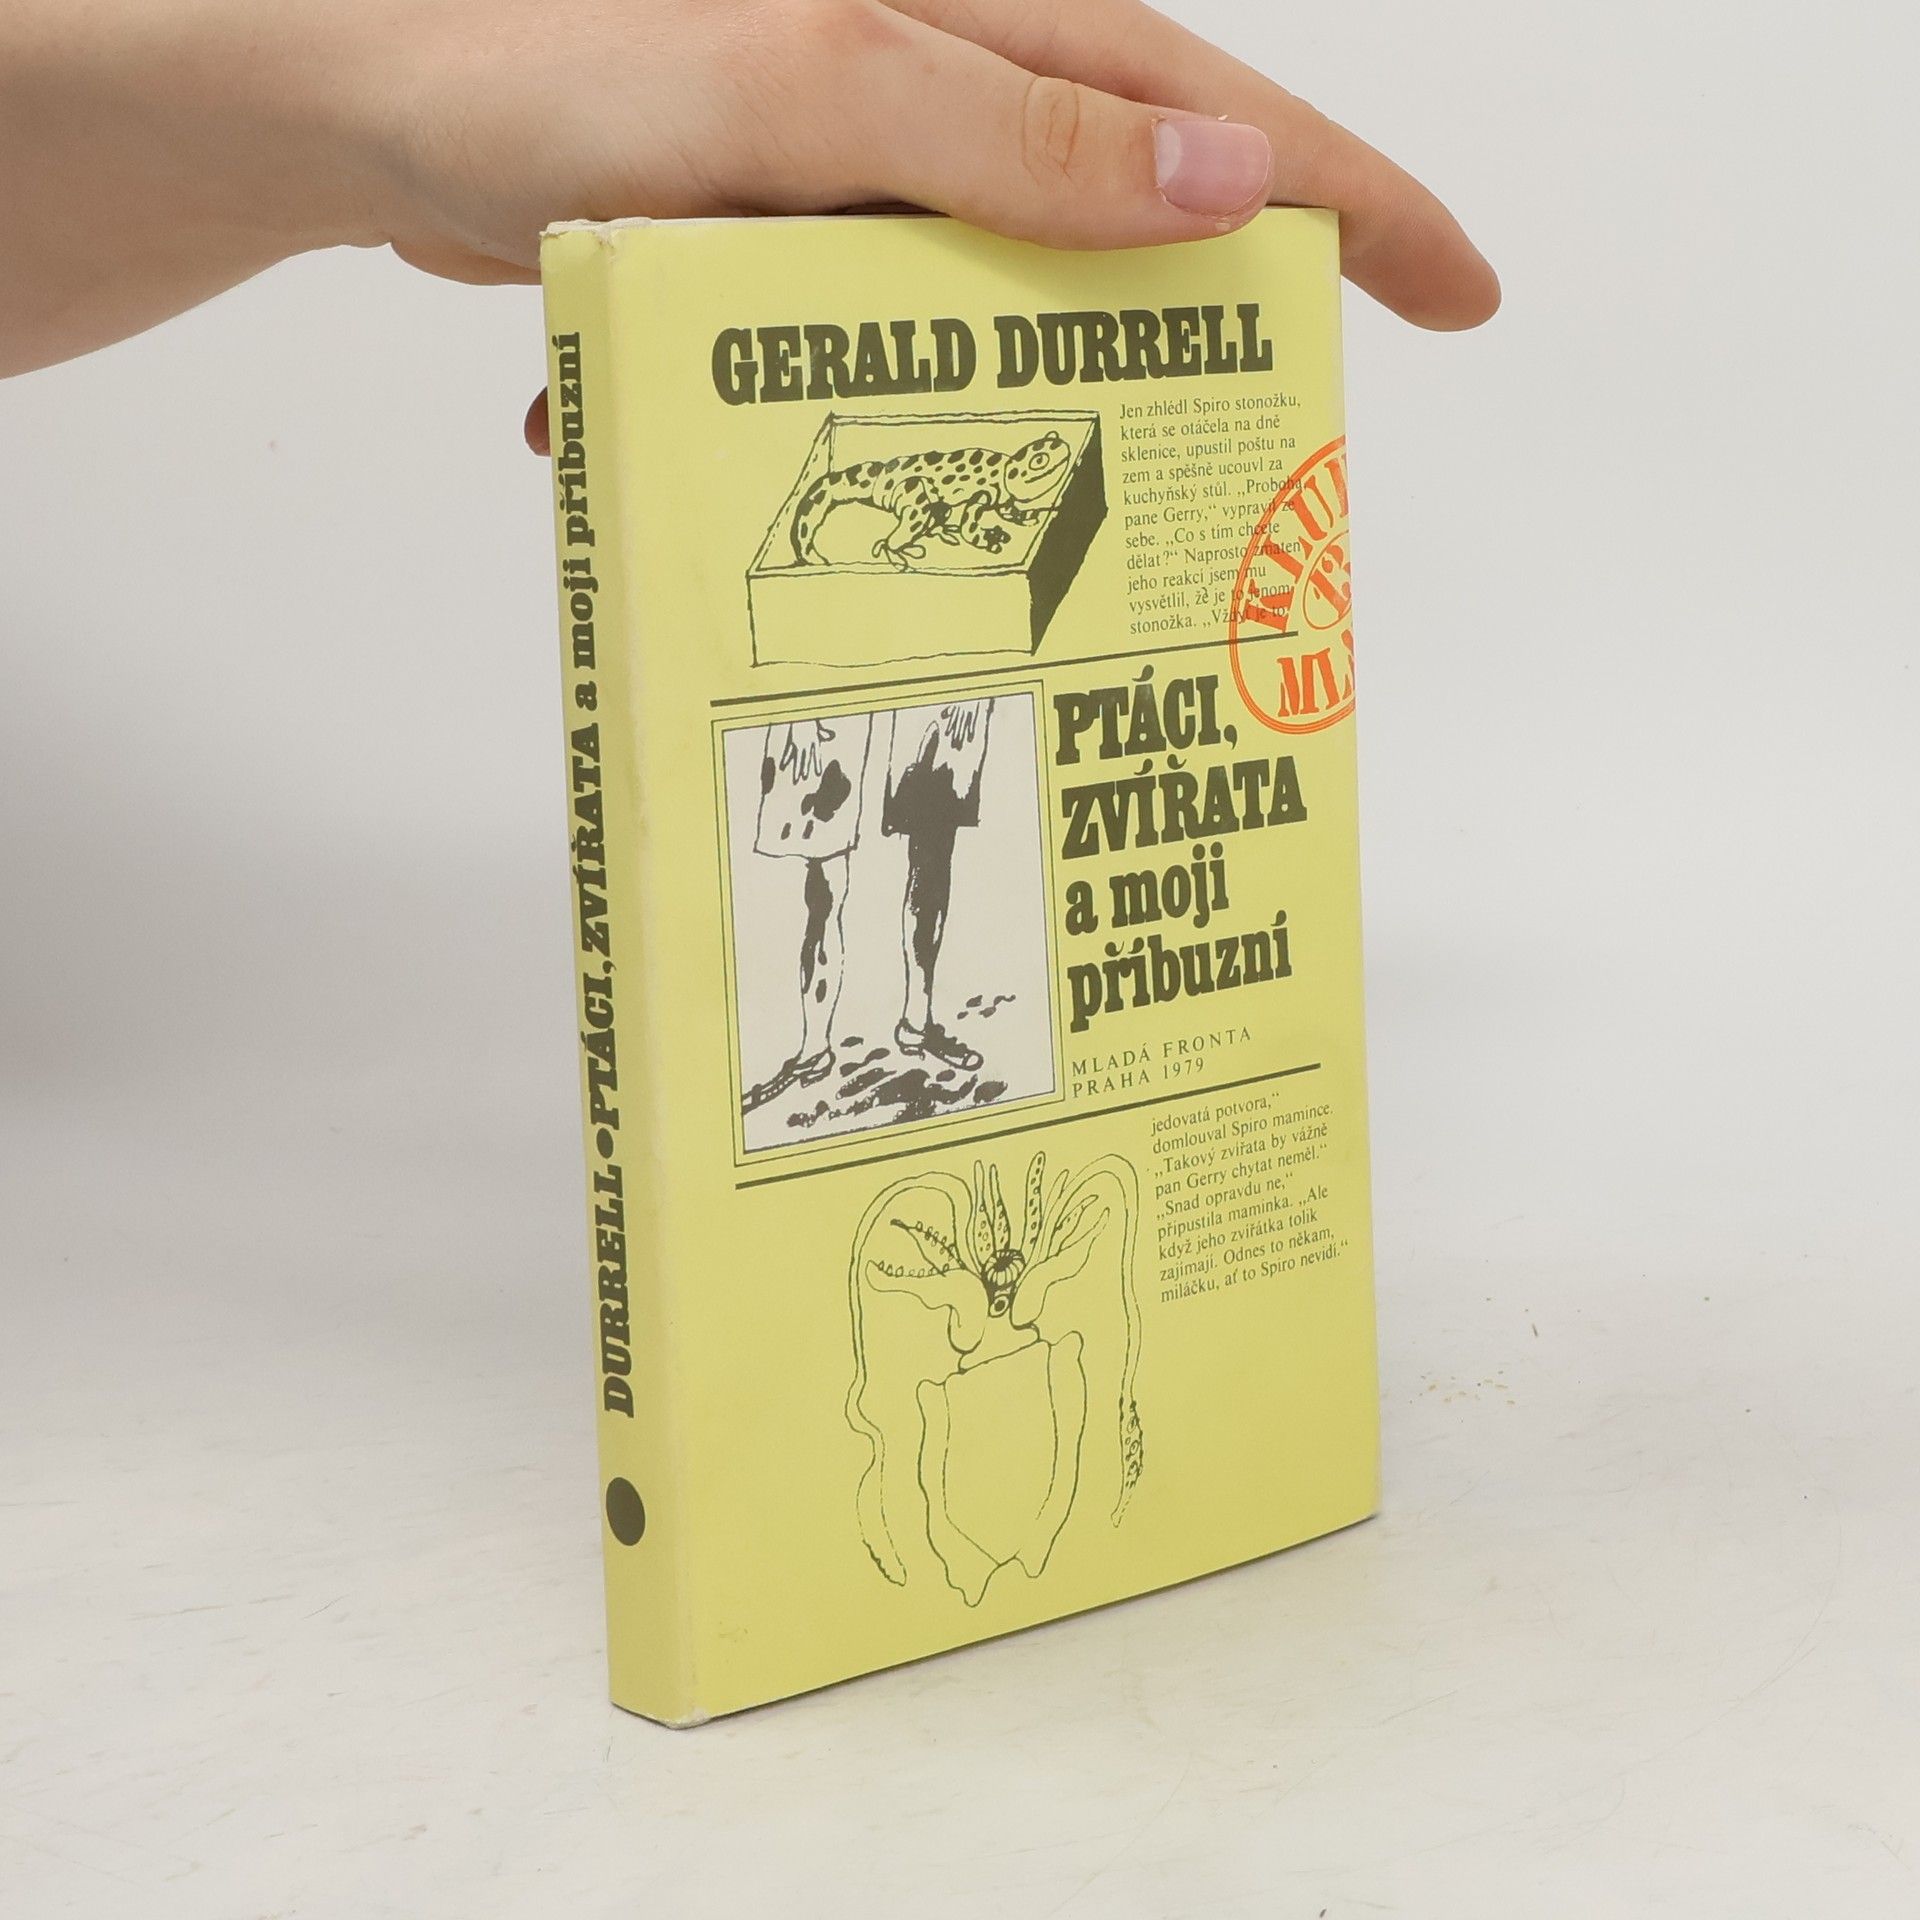 DURRELL • PTÁCI, ZVÍŘATA a moji příbuzní
GERALD DURRELL
Jen zhlédl Spiro stonožku,
která se otáčela na dně
sklenice, upustil poštu na
zem a spěšně ucouvl za
kuchyňský stůl. „Proboha,
pane Gerry,“ vypravil ze
sebe. „Co s tím chcete
dělat?“ Naprosto zmaten
jeho reakcí jsem mu
vysvětlil, že je to jenom
stonožka. „Vždyť je to
PTÁCI,
ZVÍŘATA
a moji
příbuzní
MLADÁ FRONTA
PRAHA 1979
jedovatá potvora,“
domlouval Spiro mamince.
„Takový zvířata by vážně
pan Gerry chytat neměl.“
„Snad opravdu ne,“
připustila maminka. „Ale
když jeho zvířátka tolik
zajímají. Odnes to někam,
miláčku, ať to Spiro nevidí.“